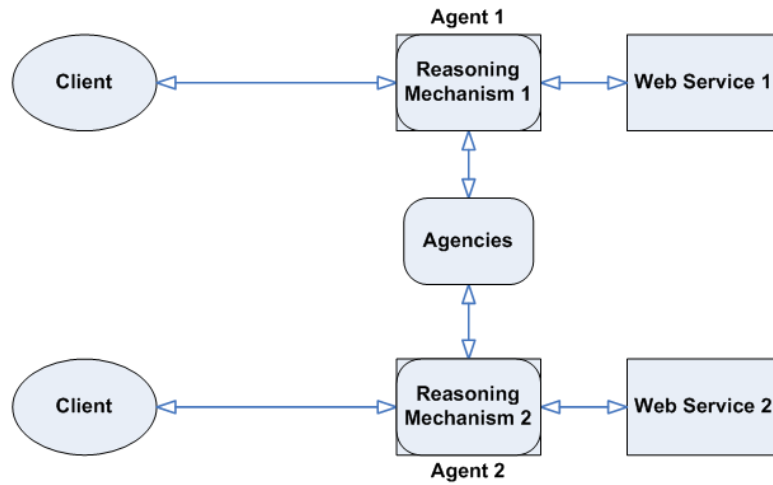 Agent 1
Client
Reasoning
Mechanism 1
Web Service 1
Agencies
Client
Reasoning
Mechanism 2
Web Service 2
Agent 2